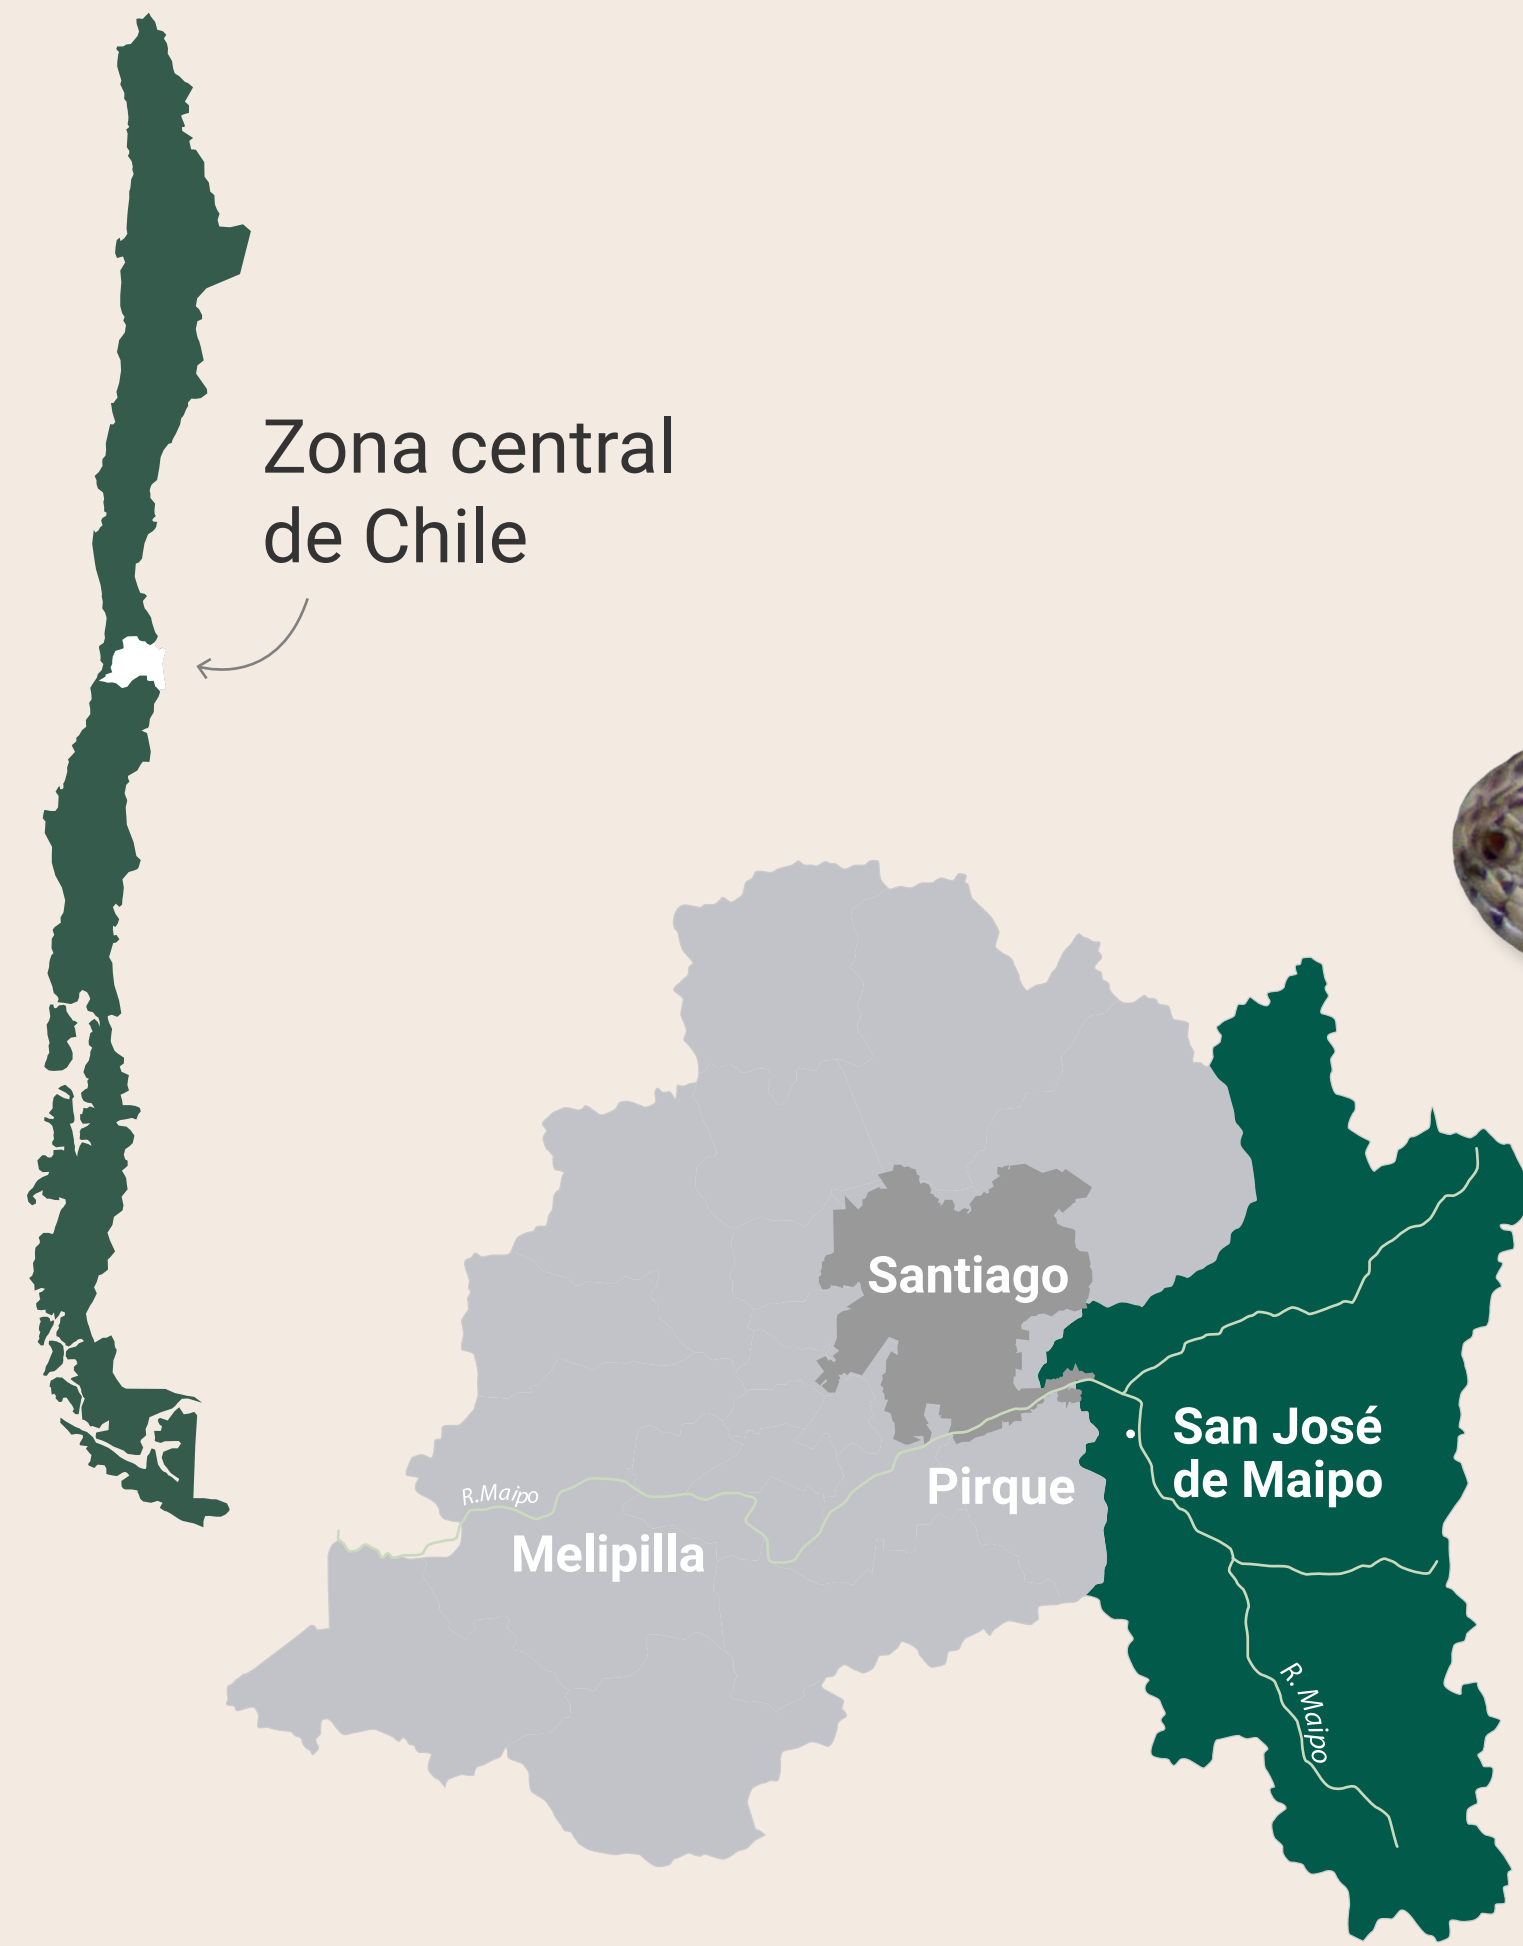 Zona central
de Chile
Santiago
San José
de Maipo
Pirque
R.Maipo
Melipilla
R. Maipo